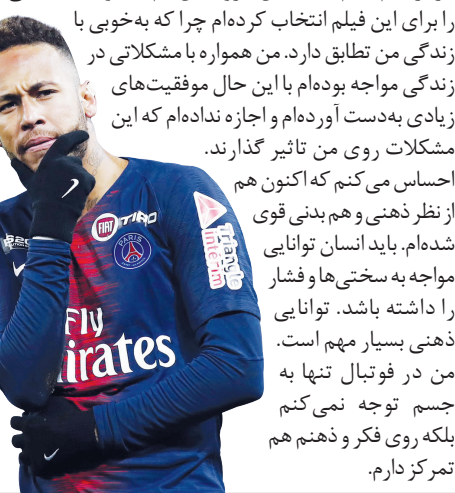 را برای این فیلم انتخاب کرده‌ام چرا که به‌خوبی با
زندگی من تطابق دارد. من همواره با مشکلاتی در
زندگی مواجه بوده‌ام با این حال موفقیت‌های
زیادی به‌دست آورده‌ام و اجازه نداده‌ام که این
مشکلات روی من تاثیر گذارند.
احساس می‌کنم که اکنون هم
از نظر ذهنی و هم بدنی قوی
شده‌ام. باید انسان توانایی
مواجه به سختی‌ها و فشار
را داشته باشد. توانایی
ذهنی بسیار مهم است.
من در فوتبال تنها به
جسم توجه نمی‌کنم
بلکه روی فکر و ذهنم هم
تمرکز دارم.
FIAT
TIPO
PARIS
Triangle
Intérim
Fly